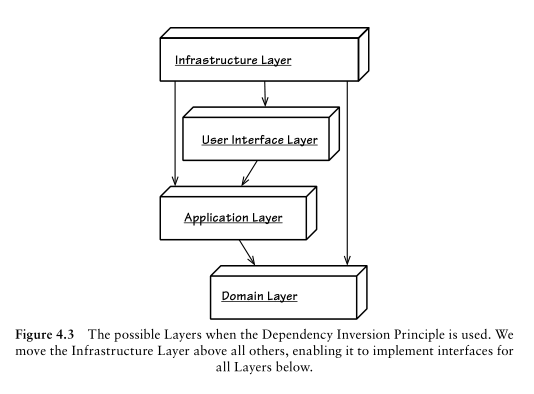 Infrastructure Layer
User Interface Layer
Application Layer
Domain Layer
Figure 4.3 The possible Layers when the Dependency Inversion Principle is used. We
move the Infrastructure Layer above all others, enabling it to implement interfaces for
all Layers below.